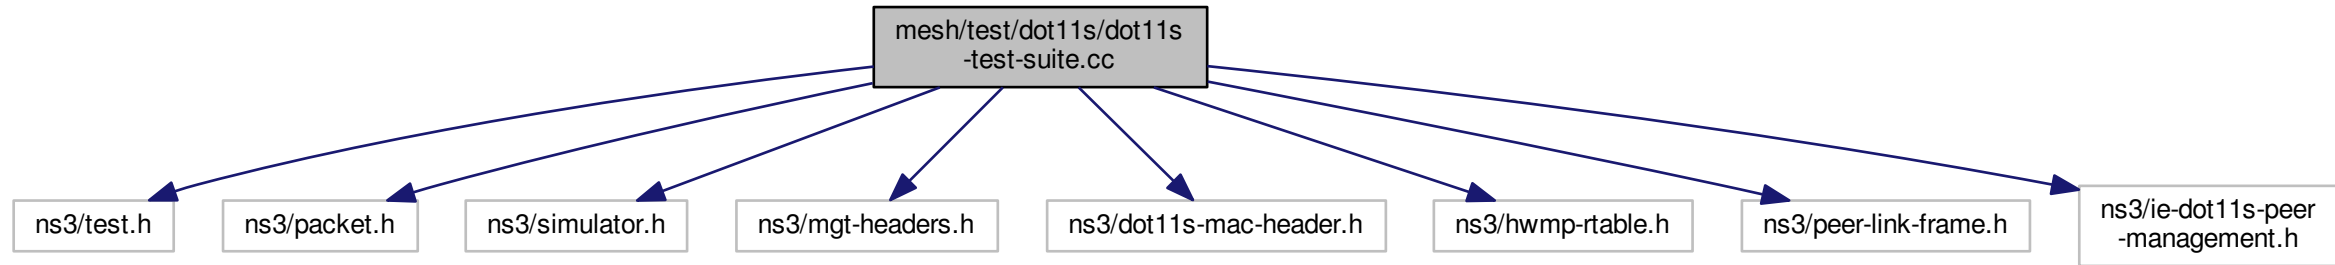 mesh/test/dot11s/dot11s
-test-suite.cc
ns3/test.h
ns3/packet.h
ns3/simulator.h
ns3/mgt-headers.h
ns3/dot11s-mac-header.h
ns3/hwmp-rtable.h
ns3/peer-link-frame.h
ns3/ie-dot11s-peer
-management.h